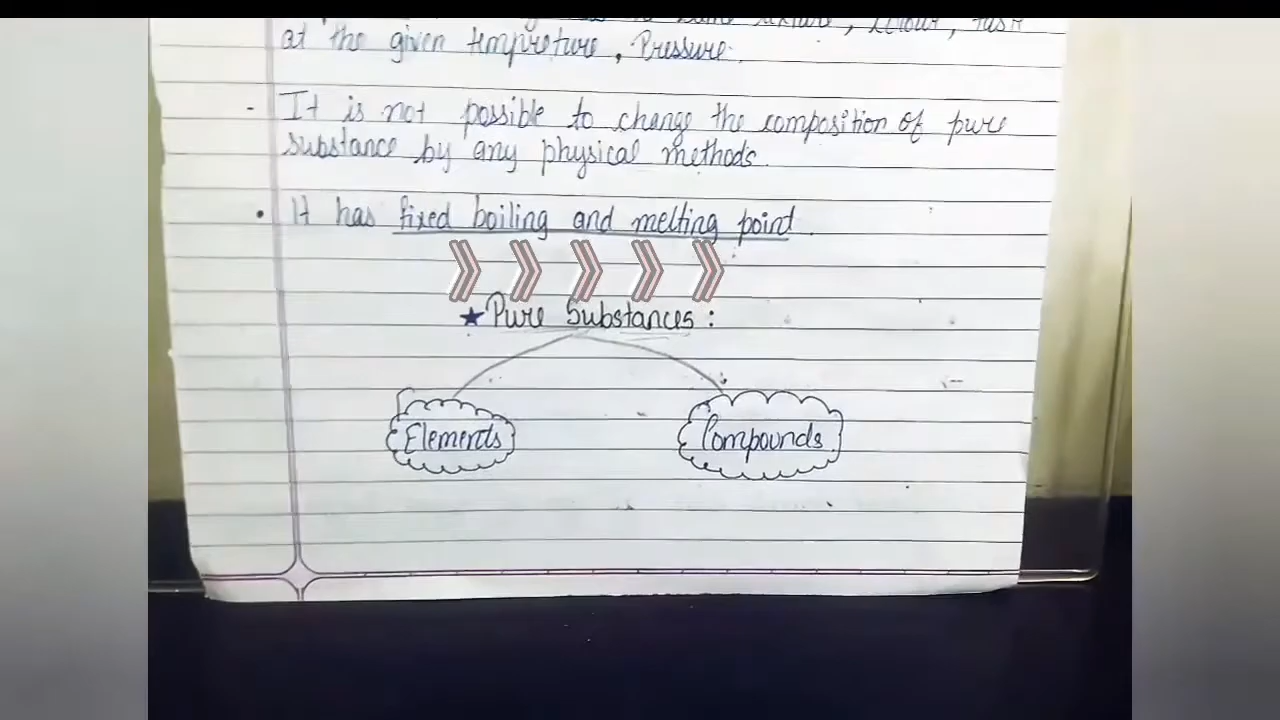 at the given tempreture, Pressure.
- It is not possible to change the composition of pure
substance by any physical methods.
• It has fixed boiling and melting point.
★ Pure Substances:
Elements
Compounds